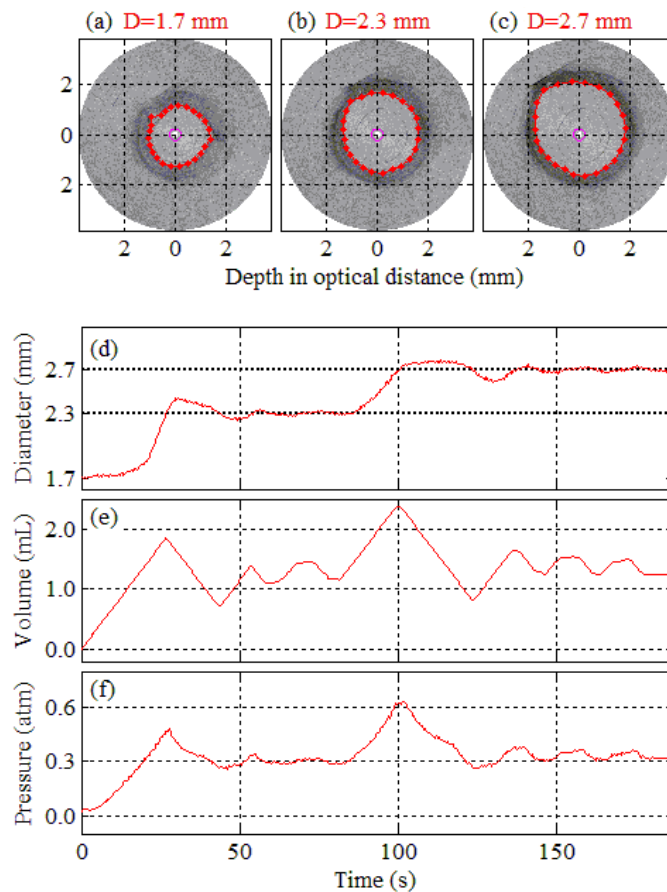 (a) D=1.7 mm (b) D=2.3 mm (c) D=2.7 mm
2
0
2
2 0 2 2 0 2 2 0 2
Depth in optical distance (mm)
(d)
Diameter (mm)
2.7
2.3
1.7
(e)
Volume (mL)
2.0
1.0
0.0
(f)
Pressure (atm)
0.6
0.3
0.0
0 50 100 150
Time (s)